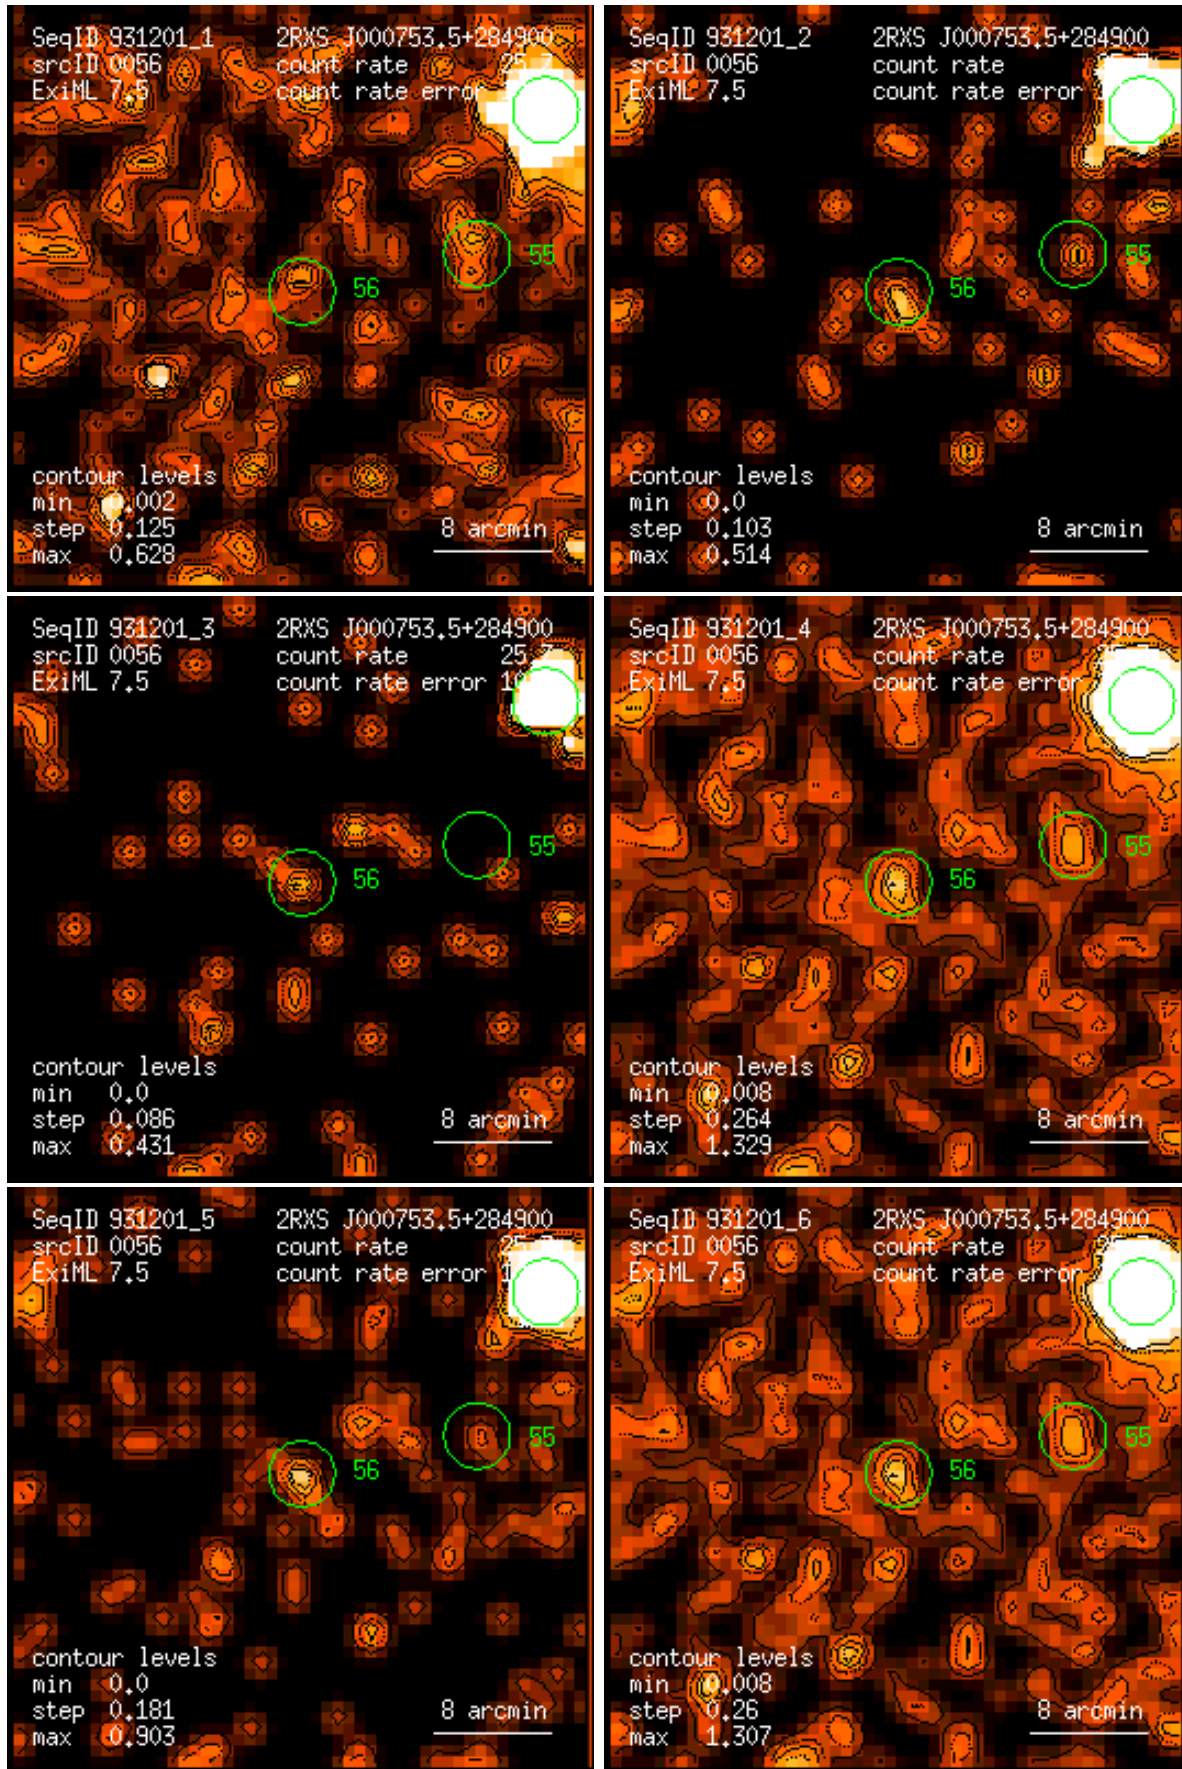 SeqID 931201_1 2RXS J000753.5+284900
srcID 0056 count rate 25.7
ExiML 7.5 count rate error
55
56
contour levels
min 0.002
step 0.125 8 arcmin
max 0.628
SeqID 931201_2 2RXS J000753.5+284900
srcID 0056 count rate
ExiML 7.5 count rate error
55
56
contour levels
min 0.0
step 0.103 8 arcmin
max 0.514
SeqID 931201_3 2RXS J000753.5+284900
srcID 0056 count rate 25.7
ExiML 7.5 count rate error
55
56
contour levels
min 0.0
step 0.086 8 arcmin
max 0.431
SeqID 931201_4 2RXS J000753.5+284900
srcID 0056 count rate
ExiML 7.5 count rate error
55
56
contour levels
min 0.008
step 0.264 8 arcmin
max 1.329
SeqID 931201_5 2RXS J000753.5+284900
srcID 0056 count rate
ExiML 7.5 count rate error
55
56
contour levels
min 0.0
step 0.181 8 arcmin
max 0.903
SeqID 931201_6 2RXS J000753.5+284900
srcID 0056 count rate
ExiML 7.5 count rate error
55
56
contour levels
min 0.008
step 0.26 8 arcmin
max 1.307